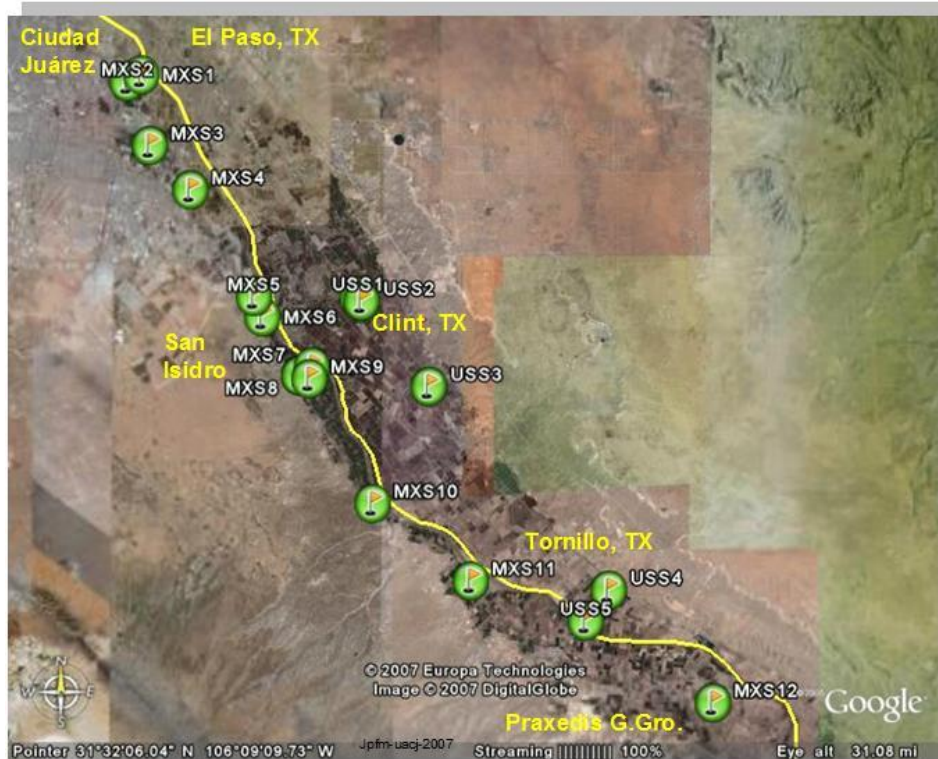 Ciudad
Juárez
El Paso, TX
MXS2
MXS1
MXS3
MXS4
MXS5
MXS6
USS1
USS2
Clint, TX
San
Isídro
MXS7
MXS8
MXS9
USS3
MXS10
Tornillo, TX
MXS11
USS4
USS5
MXS12
N
W
E
S
© 2007 Europa Technologies
Image © 2007 DigitalGlobe
Praxedis G.Gro.
Google
Pointer 31°32'06.04" N 106°09'09.73" W
Jpfm-uacj-2007
Streaming |||||||||| 100%
Eye alt 31.08 mi